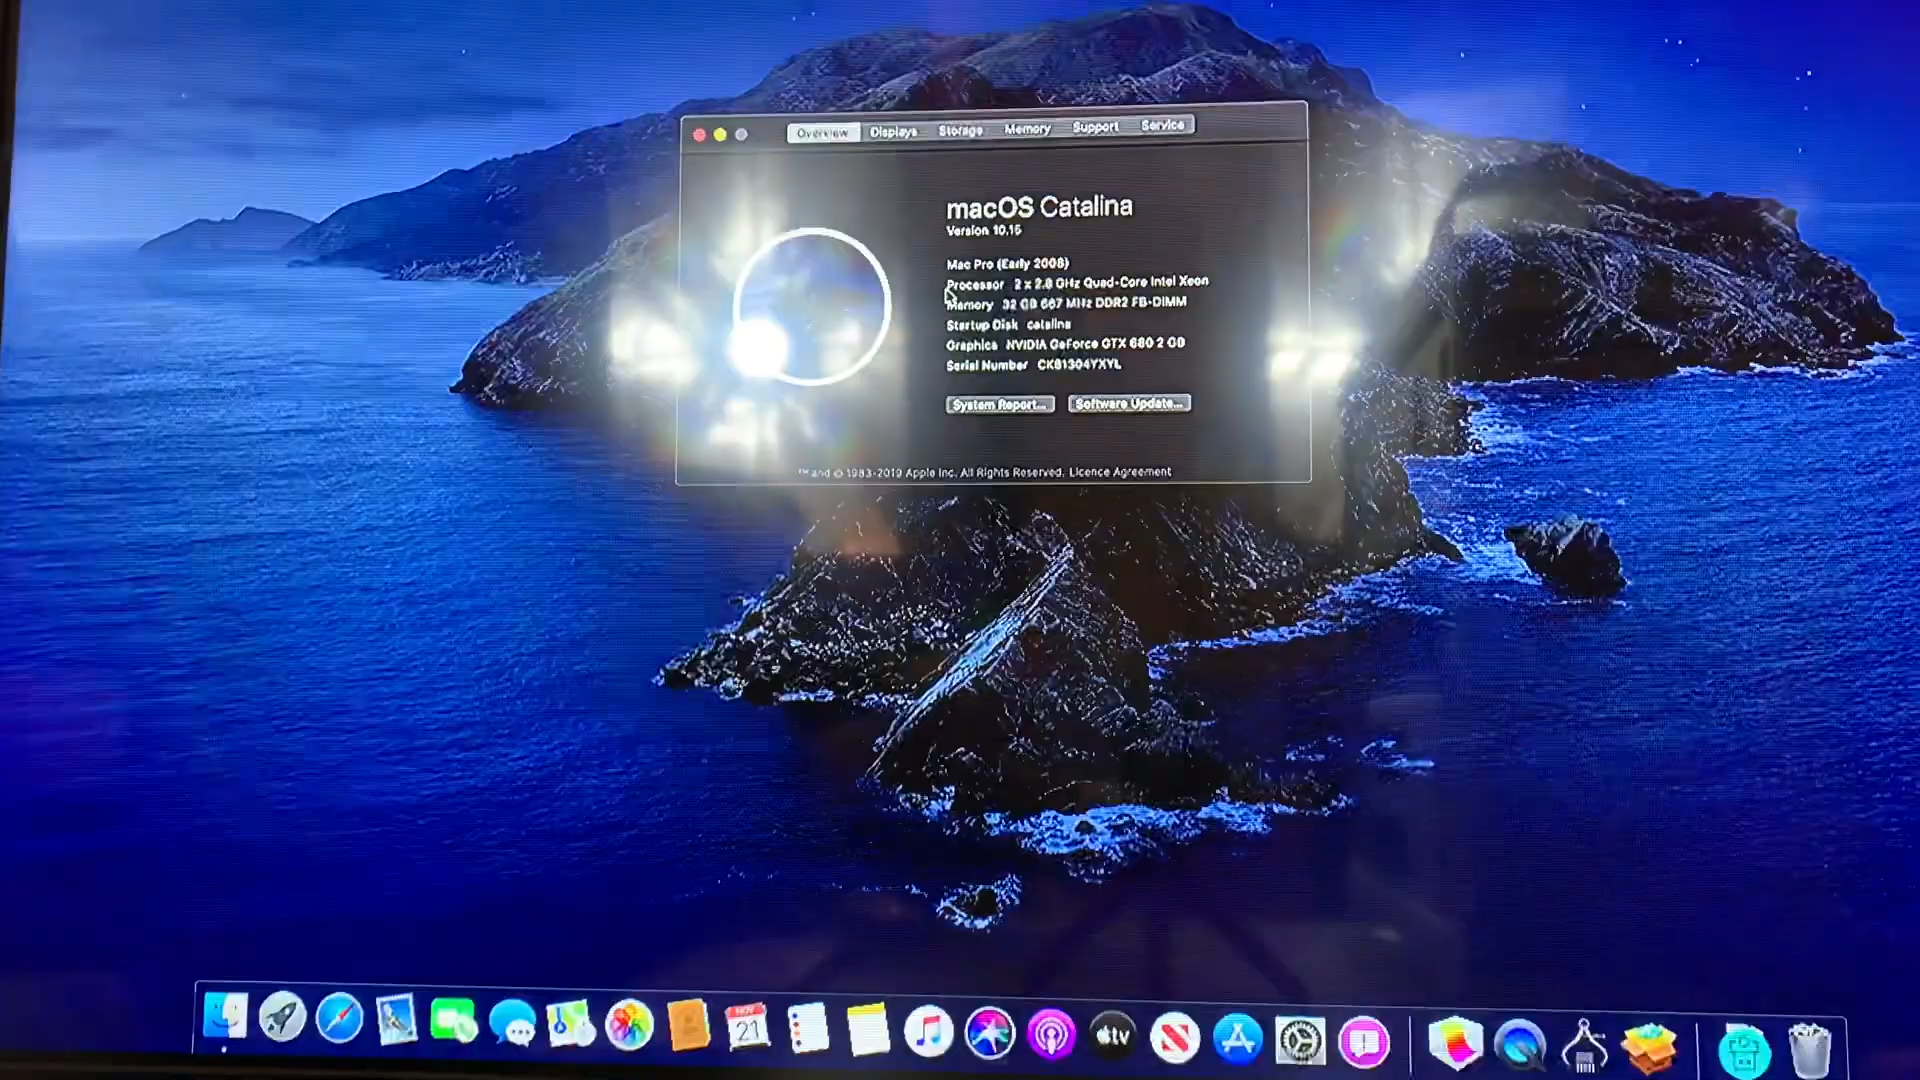 Overview Displays Storage Memory Support Service
macOS Catalina
Version 10.15
Mac Pro (Early 2008)
Processor 2 x 2.8 GHz Quad-Core Intel Xeon
Memory 32 GB 667 MHz DDR2 FB-DIMM
Startup Disk catalina
Graphics NVIDIA GeForce GTX 680 2 GB
Serial Number CK81304YXYL
System Report... Software Update...
™ and © 1983-2019 Apple Inc. All Rights Reserved. Licence Agreement
NOV
21
tv